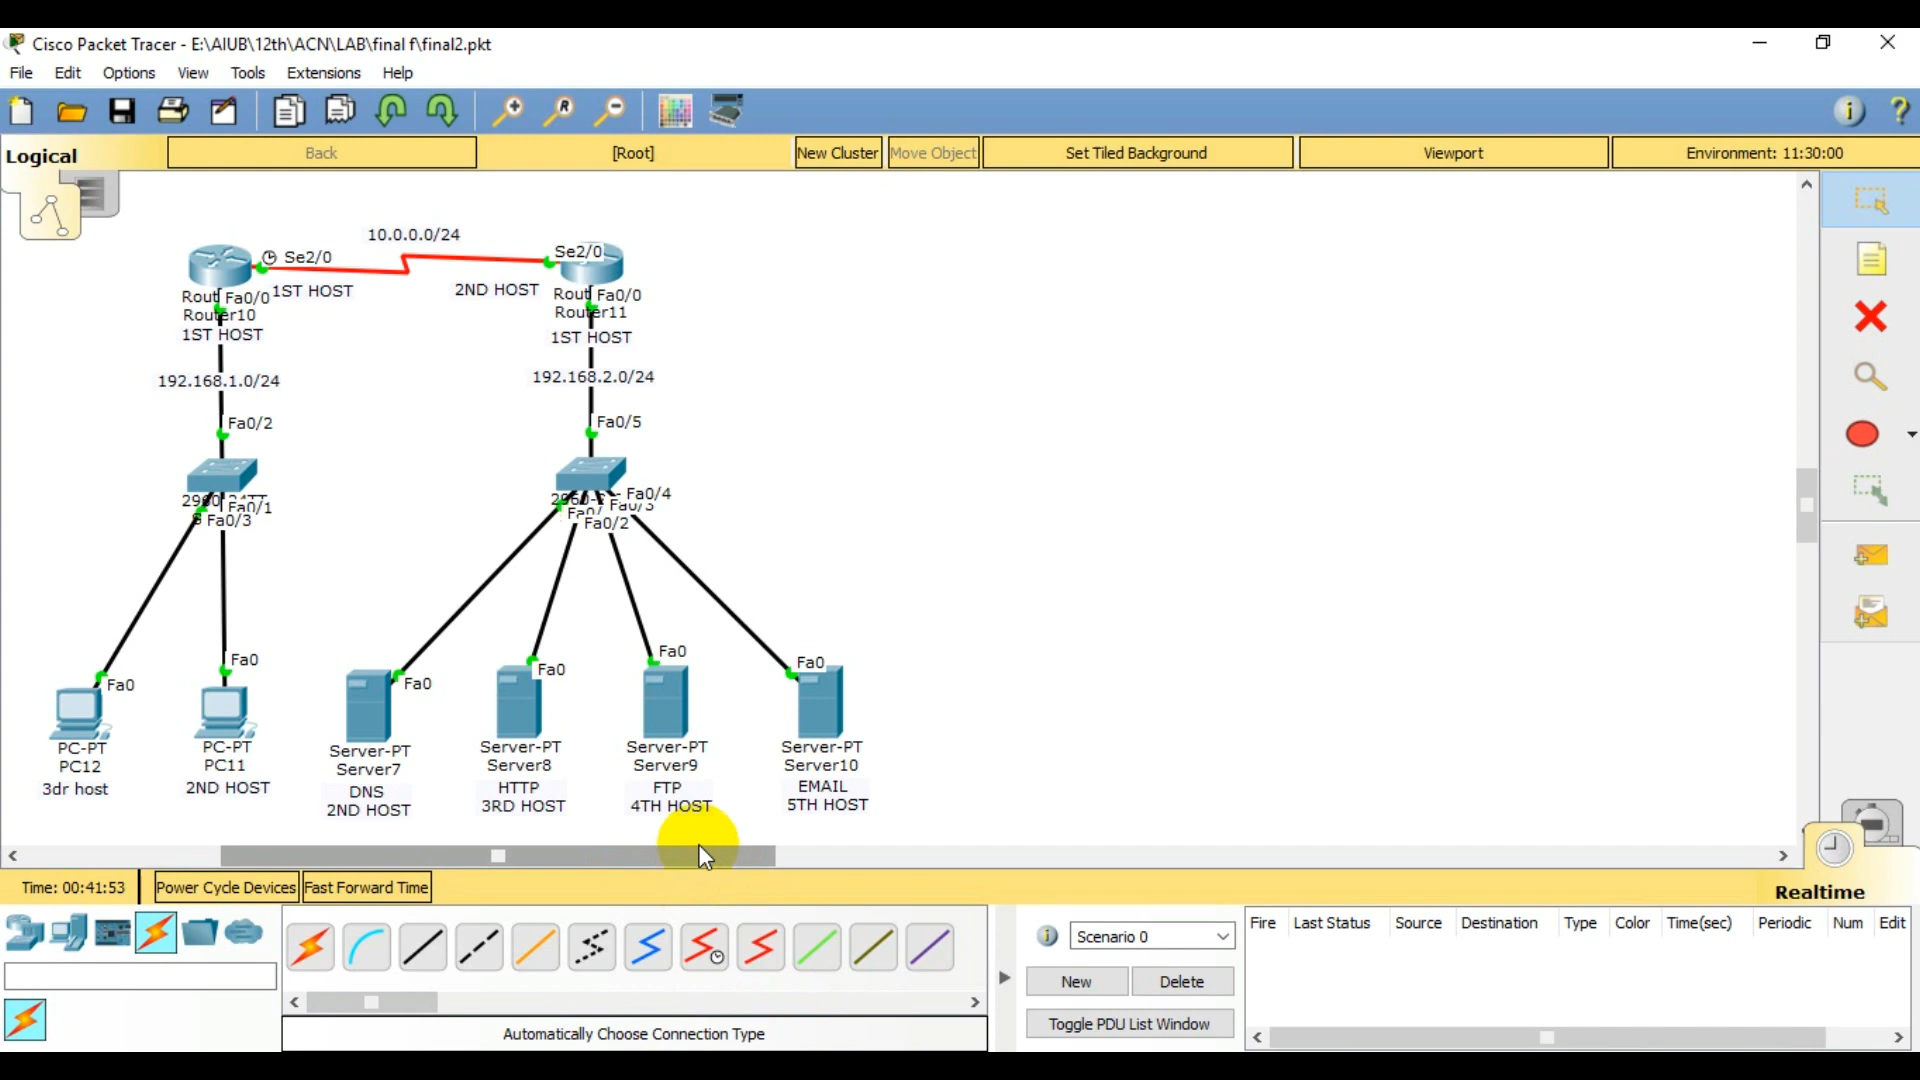 Cisco Packet Tracer - E:\AIUB\12th\ACN\LAB\final f\final2.pkt
File Edit Options View Tools Extensions Help
Logical Back [Root] New Cluster Move Object Set Tiled Background Viewport Environment: 11:30:00
10.0.0.0/24
Se2/0 Se2/0
1ST HOST 2ND HOST
Fa0/0 Fa0/0
Router10 Router11
1ST HOST 1ST HOST
192.168.1.0/24 192.168.2.0/24
Fa0/2 Fa0/5
Fa0/1 Fa0/4
Fa0/3 Fa0/3
Fa0/2
Fa0 Fa0 Fa0 Fa0 Fa0 Fa0
PC-PT PC-PT Server-PT Server-PT Server-PT Server-PT
PC12 PC11 Server7 Server8 Server9 Server10
3dr host 2ND HOST DNS HTTP FTP EMAIL
2ND HOST 3RD HOST 4TH HOST 5TH HOST
Time: 00:41:53 Power Cycle Devices Fast Forward Time Realtime
Scenario 0 Fire Last Status Source Destination Type Color Time(sec) Periodic Num Edit
New Delete
Toggle PDU List Window
Automatically Choose Connection Type